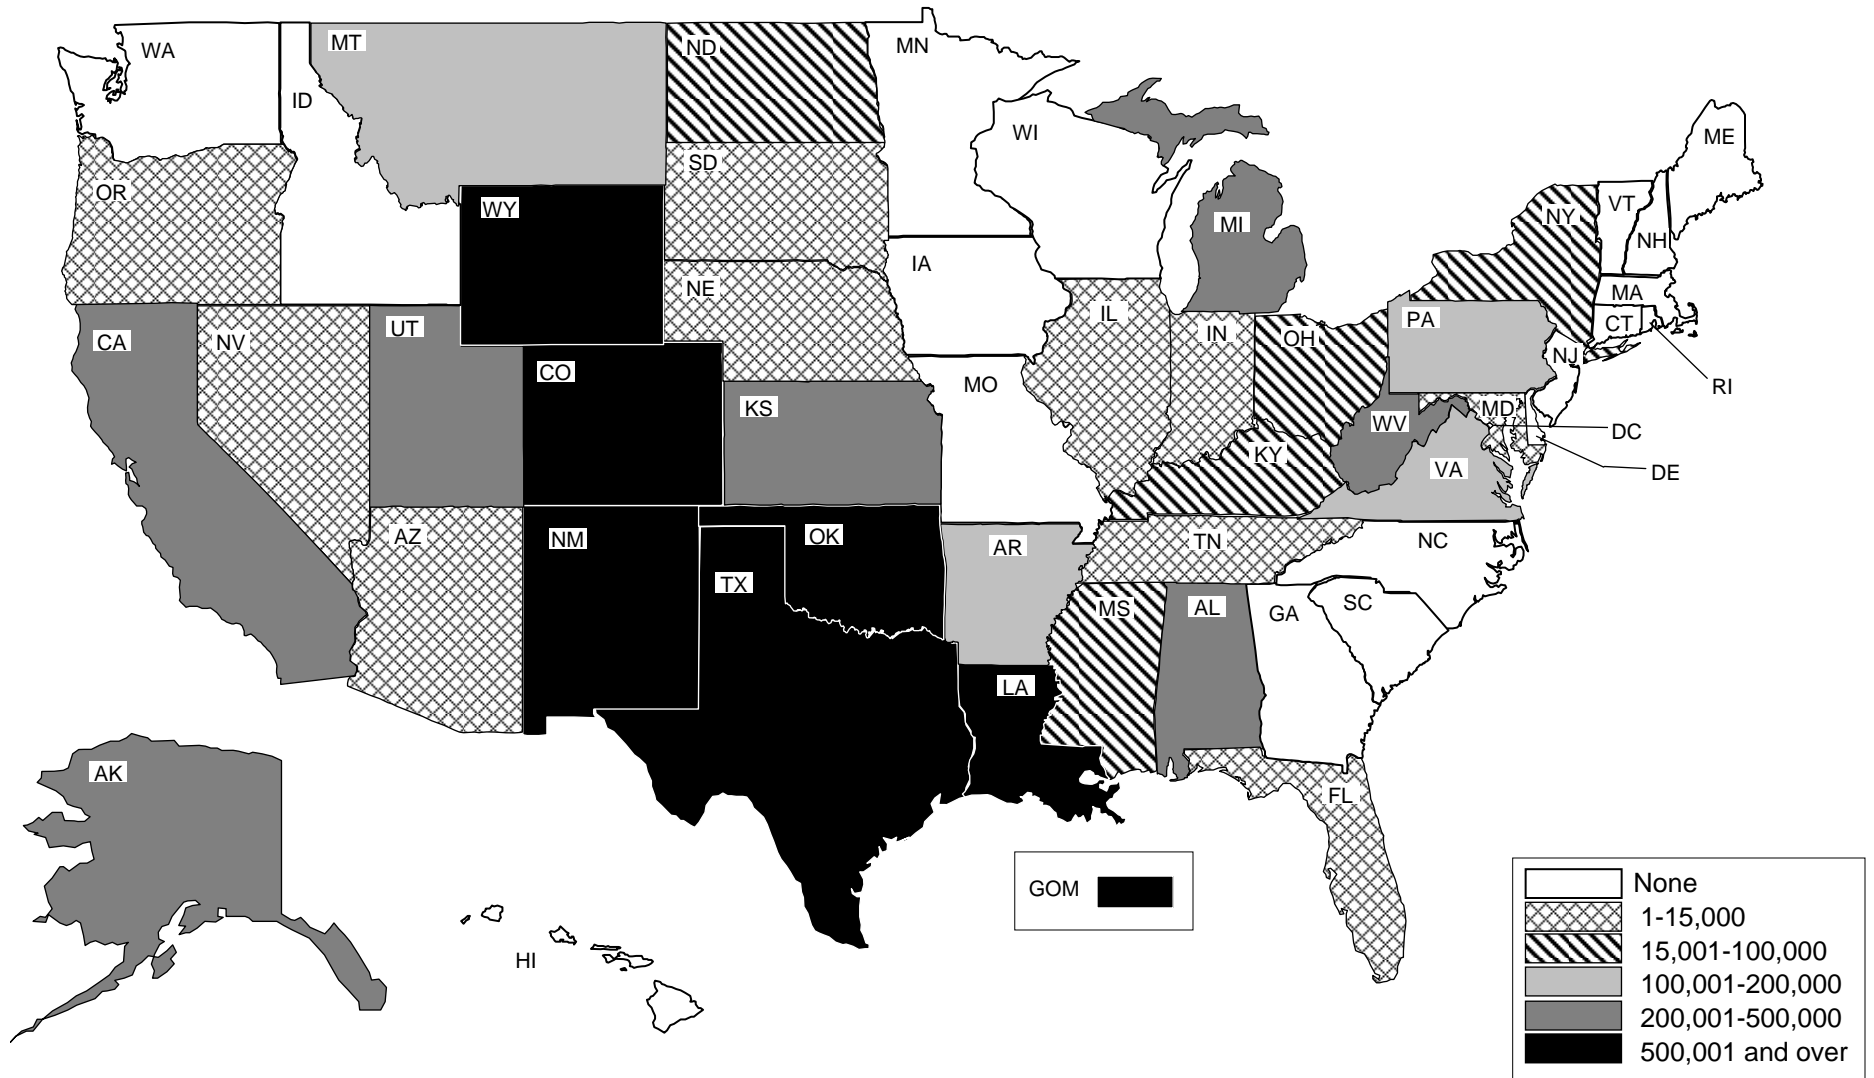 WA
MT
ND
MN
ID
WI
ME
SD
OR
WY
MI
NY
VT
NH
IA
NE
MA
IL
PA
CT
UT
IN
OH
CA
NV
NJ
CO
MO
RI
KS
MD
WV
DC
KY
VA
DE
AZ
NM
OK
AR
TN
NC
TX
MS
AL
GA
SC
LA
AK
FL
GOM
HI
None
1-15,000
15,001-100,000
100,001-200,000
200,001-500,000
500,001 and over